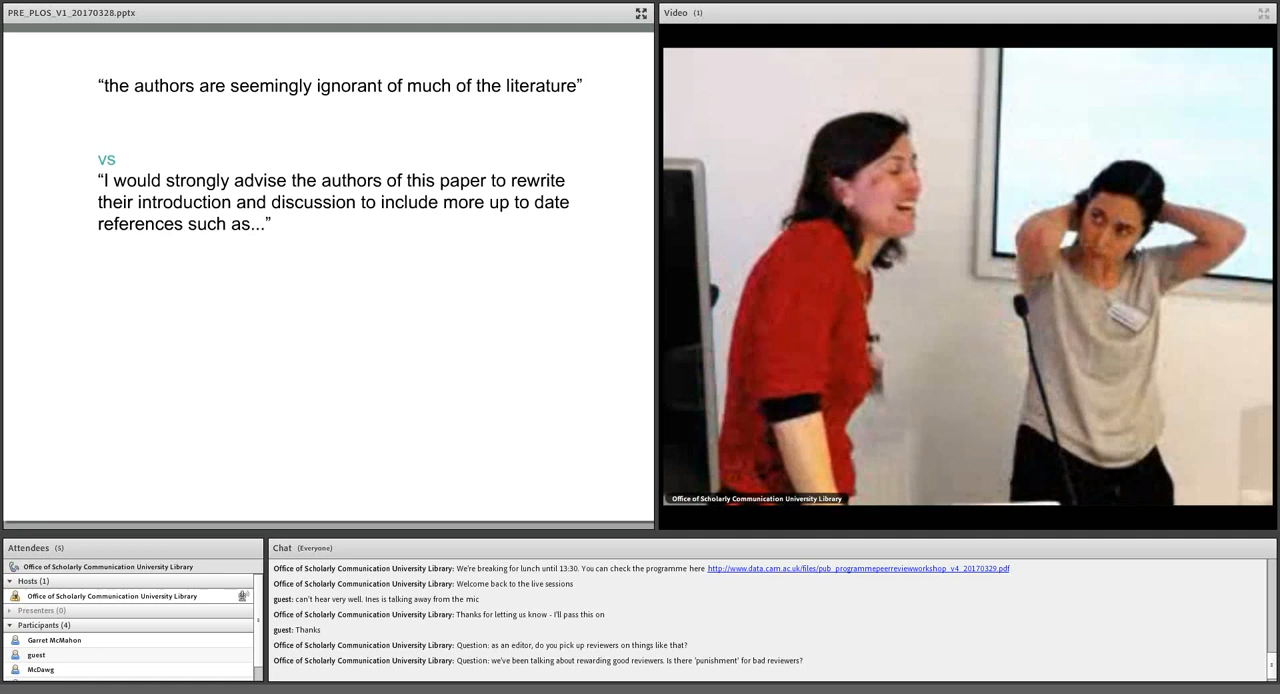 PRE_PLOS_V1_20170328.pptx
“the authors are seemingly ignorant of much of the literature”
vs
“I would strongly advise the authors of this paper to rewrite
their introduction and discussion to include more up to date
references such as...”
Video (1)
Office of Scholarly Communication University Library
Attendees (5)
Office of Scholarly Communication University Library
Hosts (1)
Office of Scholarly Communication University Library
Presenters (0)
Participants (4)
Garret McMahon
guest
McDawg
Chat (Everyone)
Office of Scholarly Communication University Library: We're breaking for lunch until 13:30. You can check the programme here http://www.data.cam.ac.uk/files/pub_programmepeerreviewworkshop_v4_20170329.pdf
Office of Scholarly Communication University Library: Welcome back to the live sessions
guest: can't hear very well. Ines is talking away from the mic
Office of Scholarly Communication University Library: Thanks for letting us know - I'll pass this on
guest: Thanks
Office of Scholarly Communication University Library: Question: as an editor, do you pick up reviewers on things like that?
Office of Scholarly Communication University Library: Question: we've been talking about rewarding good reviewers. Is there 'punishment' for bad reviewers?